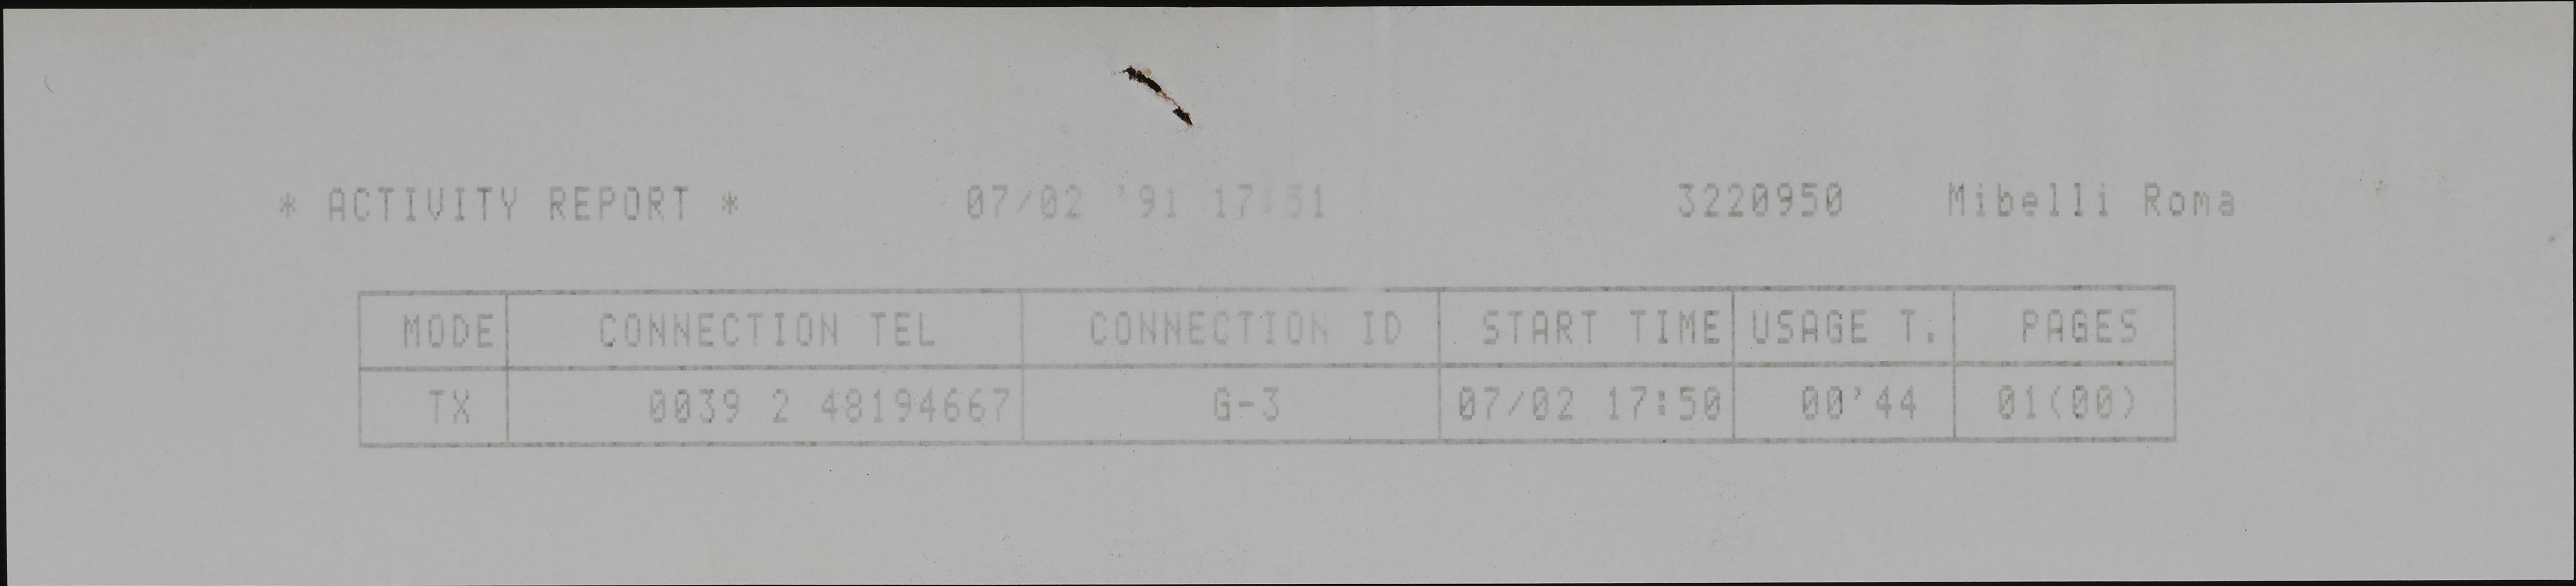 * ACTIVITY REPORT * 07/02 '91 17:51 3220950 Mibelli Roma
MODE CONNECTION TEL CONNECTION ID START TIME USAGE T. PAGES
TX 0039 2 48194667 G-3 07/02 17:50 00'44 01(00)